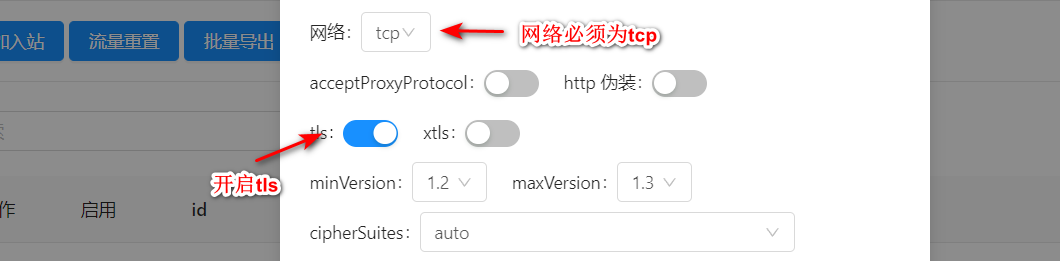 网络： tcp 网络必须为tcp
加入站 流量重置 批量导出
acceptProxyProtocol： http 伪装：
tls： xtls：
开启tls
minVersion： 1.2 maxVersion： 1.3
作 启用 id
cipherSuites： auto